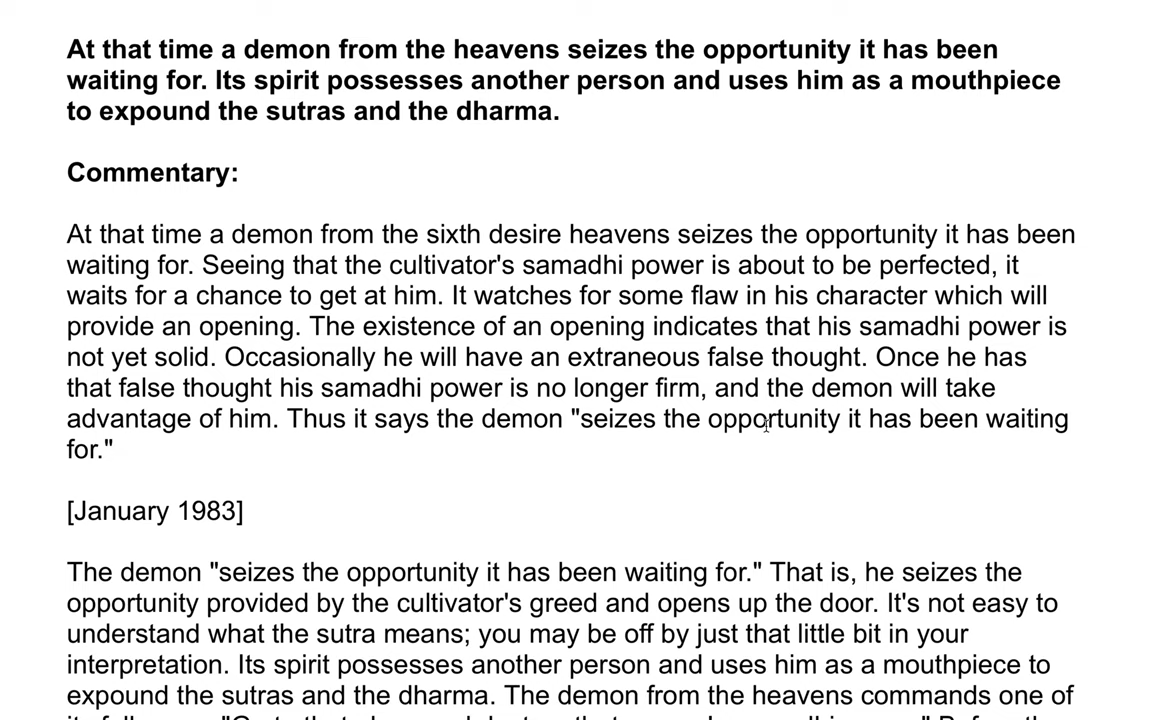 At that time a demon from the heavens seizes the opportunity it has been
waiting for. Its spirit possesses another person and uses him as a mouthpiece
to expound the sutras and the dharma.
Commentary:
At that time a demon from the sixth desire heavens seizes the opportunity it has been
waiting for. Seeing that the cultivator's samadhi power is about to be perfected, it
waits for a chance to get at him. It watches for some flaw in his character which will
provide an opening. The existence of an opening indicates that his samadhi power is
not yet solid. Occasionally he will have an extraneous false thought. Once he has
that false thought his samadhi power is no longer firm, and the demon will take
advantage of him. Thus it says the demon "seizes the opportunity it has been waiting
for."
[January 1983]
The demon "seizes the opportunity it has been waiting for." That is, he seizes the
opportunity provided by the cultivator's greed and opens up the door. It's not easy to
understand what the sutra means; you may be off by just that little bit in your
interpretation. Its spirit possesses another person and uses him as a mouthpiece to
expound the sutras and the dharma. The demon from the heavens commands one of